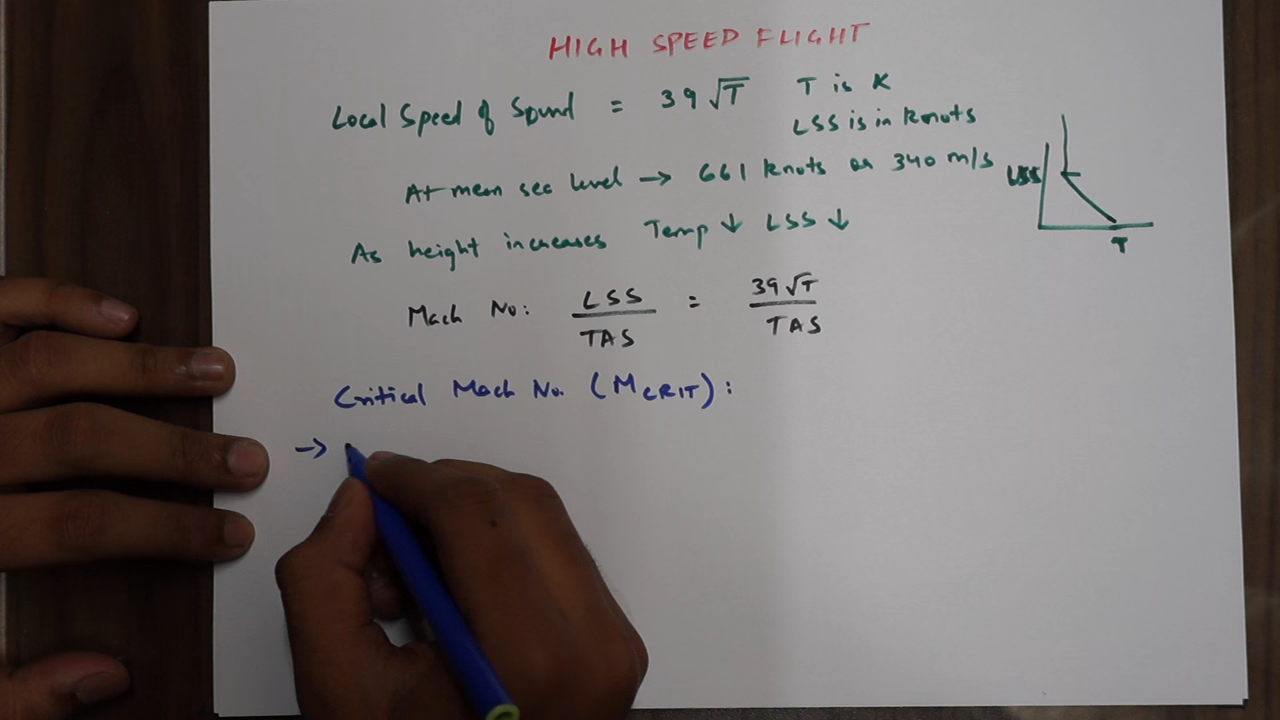 HIGH SPEED FLIGHT
Local Speed of Sound = 39√T T is K
LSS is in knots
At mean sea level → 661 knots or 340 m/s
LSS
T
As height increases Temp ↓ LSS ↓
Mach No: LSS/TAS = 39√T/TAS
Critical Mach No. (MCRIT):
→